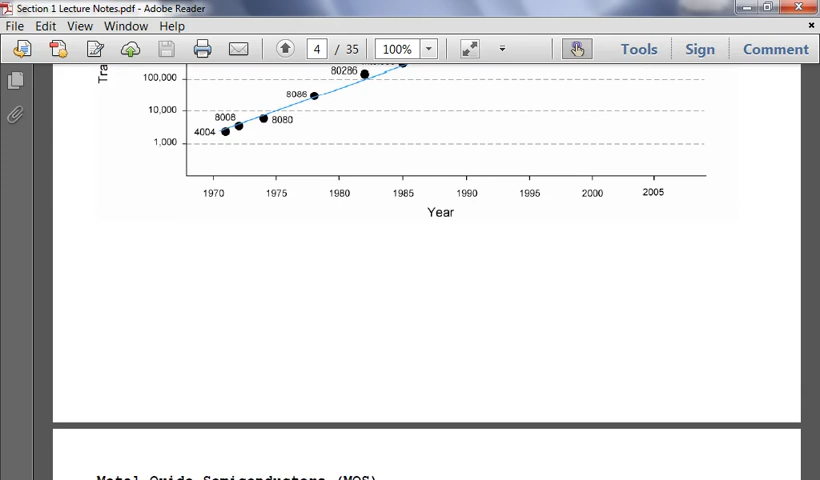 Section 1 Lecture Notes.pdf - Adobe Reader
File Edit View Window Help
4 / 35 100% Tools Sign Comment
Tra
100,000
80286
10,000
8086
8008
8080
4004
1,000
1970 1975 1980 1985 1990 1995 2000 2005
Year
Metal Oxide Semiconductors (MOS)